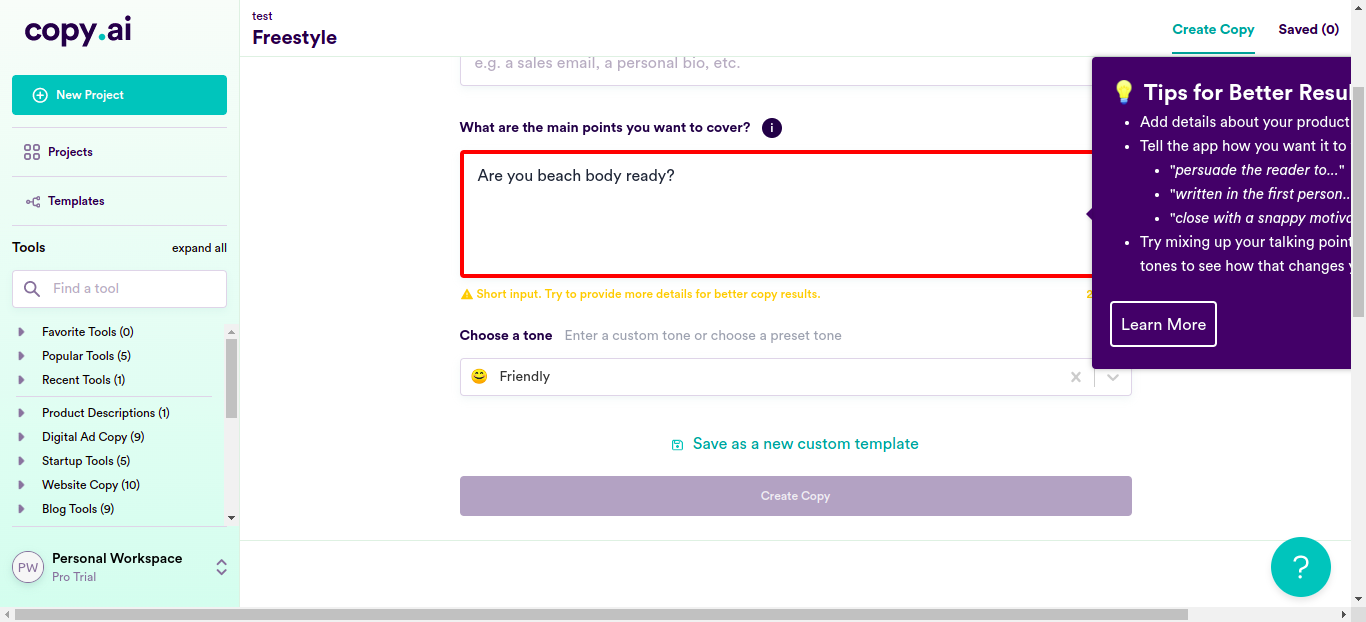 copy.ai
New Project
Projects
Templates
Tools
expand all
Find a tool
Favorite Tools (0)
Popular Tools (5)
Recent Tools (1)
Product Descriptions (1)
Digital Ad Copy (9)
Startup Tools (5)
Website Copy (10)
Blog Tools (9)
PW
Personal Workspace
Pro Trial
test
Freestyle
Create Copy
Saved (0)
e.g. a sales email, a personal bio, etc.
What are the main points you want to cover?
i
Are you beach body ready?
Short input. Try to provide more details for better copy results.
Choose a tone
Enter a custom tone or choose a preset tone
Friendly
Save as a new custom template
Create Copy
Tips for Better
Add details about your product
Tell the app how you want it to
"persuade the reader to..."
"written in the first person..
"close with a snappy
Try mixing up your talking
tones to see how that changes
Learn More
?